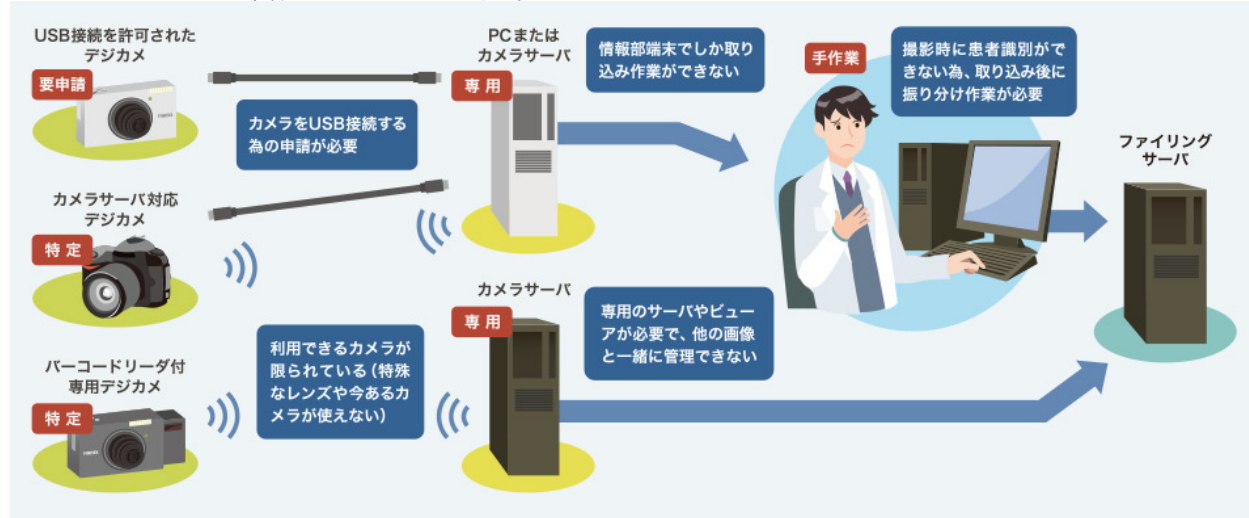 USB接続を許可された
デジカメ
要申請
カメラをUSB接続する
為の申請が必要
PCまたは
カメラサーバ
専用
情報部端末でしか取り
込み作業ができない
手作業
撮影時に患者識別がで
きない為、取り込み後に
振り分け作業が必要
ファイリング
サーバ
カメラサーバ対応
デジカメ
特定
カメラサーバ
専用
専用のサーバやビュー
アが必要で、他の画像
と一緒に管理できない
バーコードリーダ付
専用デジカメ
特定
利用できるカメラが
限られている(特殊
なレンズや今あるカ
メラが使えない)